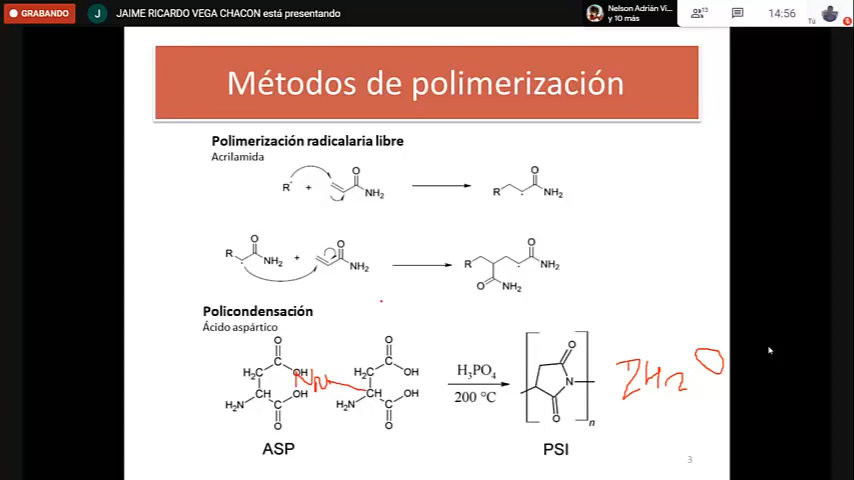 GRABANDO
J
JAIME RICARDO VEGA CHACON está presentando
Nelson Adrián Vi...
y 10 más
13
14:56
Tú
Métodos de polimerización
Polimerización radicalaria libre
Acrilamida
R + O NH2 R O NH2
R O NH2 + O NH2 R O NH2 O NH2
Policondensación
Ácido aspártico
O H2C C OH CH OH H2N C O
O H2C C OH CH OH H2N C O
H3PO4
200 °C
O N O n
2H2O
ASP
PSI
3